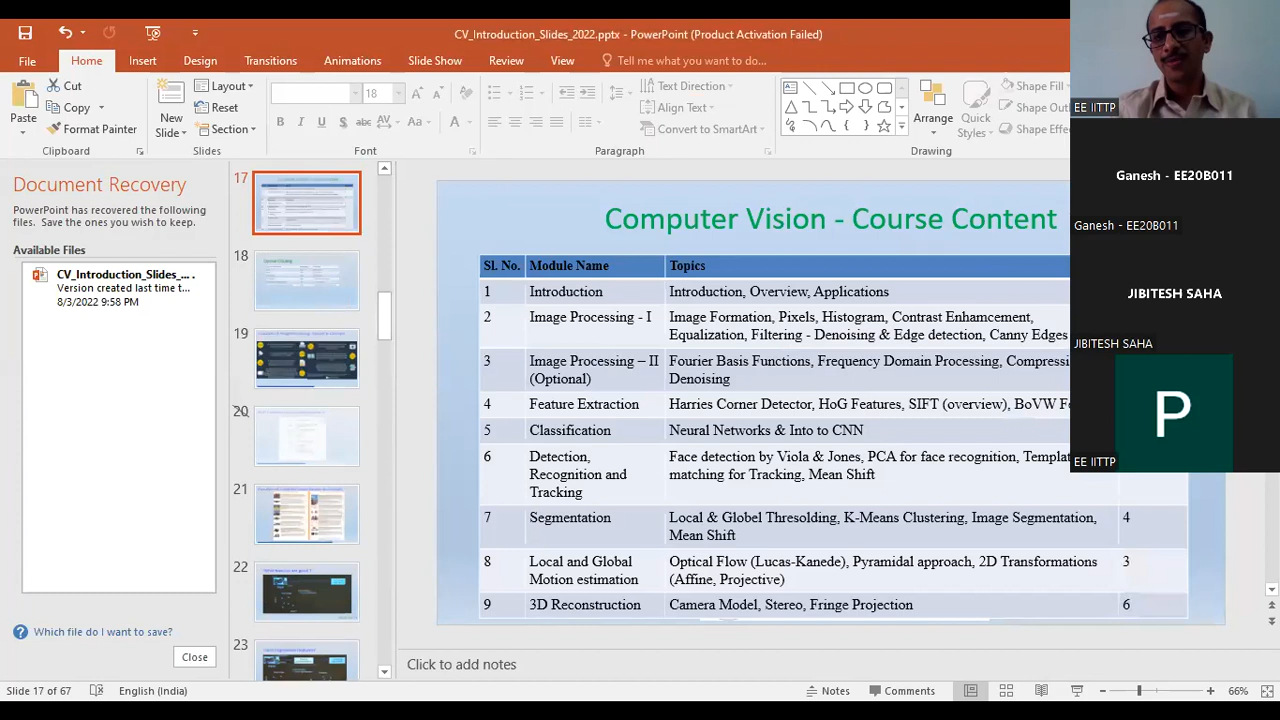 CV_Introduction_Slides_2022.pptx - PowerPoint (Product Activation Failed)
File Home Insert Design Transitions Animations Slide Show Review View Tell me what you want to do...
Paste
Cut
Copy
Format Painter
Clipboard
New
Slide
Layout
Reset
Section
Slides
18
Font
Text Direction
Align Text
Convert to SmartArt
Paragraph
Arrange
Quick
Styles
Shape Fill
Shape
Shape
Drawing
EE IITTP
Ganesh - EE20B011
Ganesh - EE20B011
JIBITESH SAHA
JIBITESH SAHA
P
EE IITTP
Document Recovery
PowerPoint has recovered the following
files. Save the ones you wish to keep.
Available Files
CV_Introduction_Slides_...
Version created last time t...
8/3/2022 9:58 PM
Which file do I want to save?
Close
17
18
19
20
21
22
23
Computer Vision - Course Content
Sl. No. Module Name Topics
1 Introduction Introduction, Overview, Applications
2 Image Processing - I Image Formation, Pixels, Histogram, Contrast Enhamcement,
Equalization, Filtering - Denoising & Edge detection, Canny Edges
3 Image Processing – II Forier Basis Functions, Frequency Domain Processing,
(Optional) Denoising
4 Feature Extraction Harries Corner Detector, HoG Features, SIFT (overview), BoVW
5 Classification Neural Networks & Into to CNN
6 Detection, Face detection by Viola & Jones, PCA for face recognition,
Recognition and matching for Tracking, Mean Shift
Tracking
7 Segmentation Local & Globel Thresolding, K-Means Clustering, Image Segmentation, 4
Mean Shift
8 Local and Global Optical Flow (Lucas-Kanede), Pyramidal approach, 2D Transformations 3
Motion estimation (Affine, Projective)
9 3D Reconstruction Camera Model, Stereo, Fringe Projection 6
Click to add notes
Slide 17 of 67 English (India) Notes Comments 66%